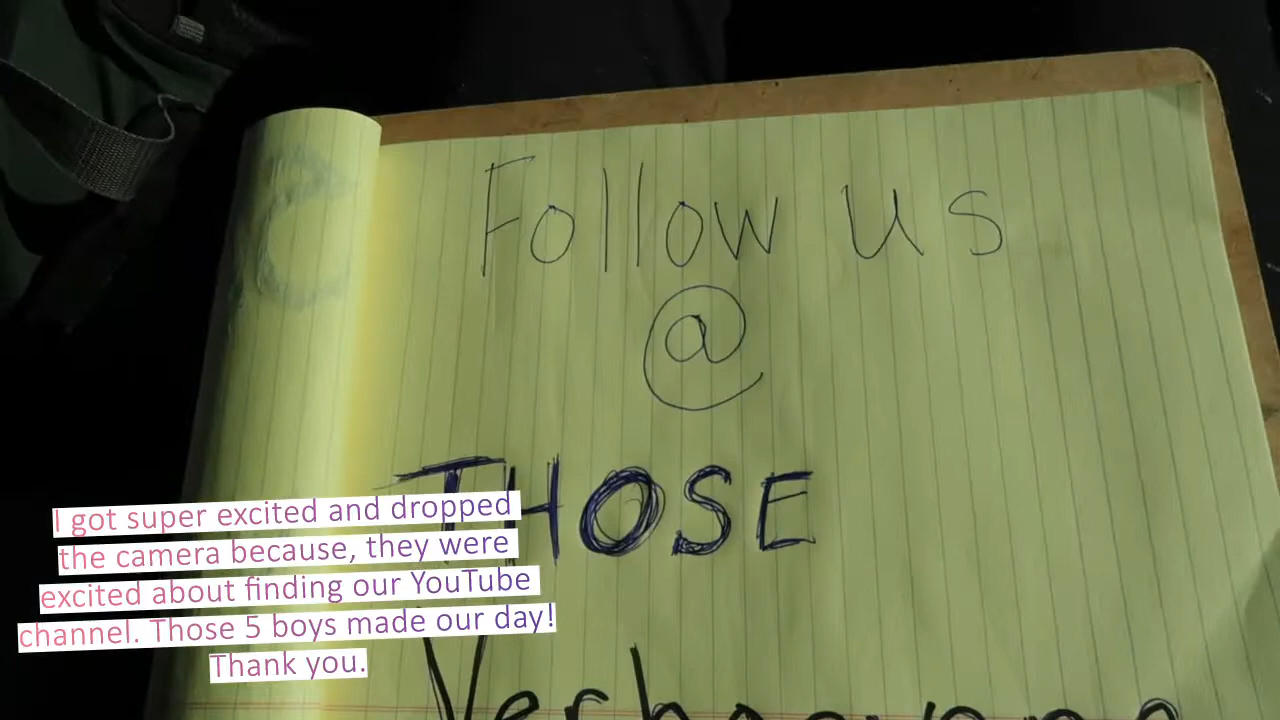 Follow us
@
THOSE
I got super excited and dropped
the camera because, they were
excited about finding our YouTube
channel. Those 5 boys made our day!
Thank you.